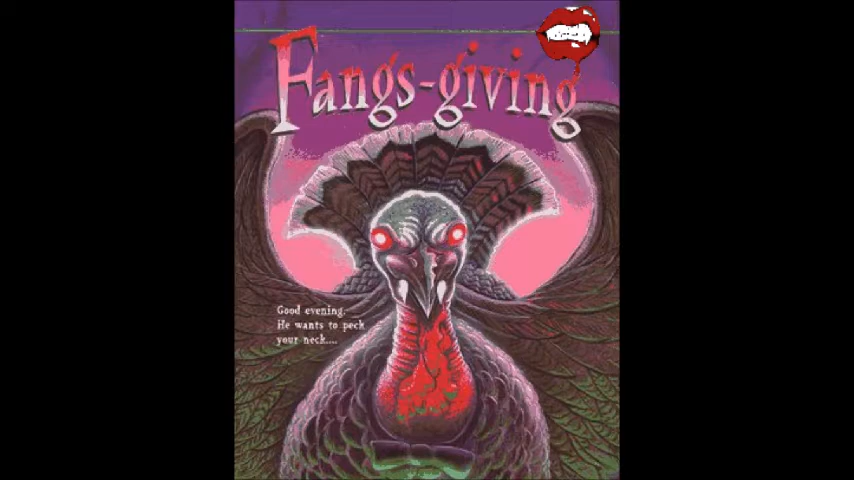 Fangs-giving
Good evening.
He wants to peck
your neck....